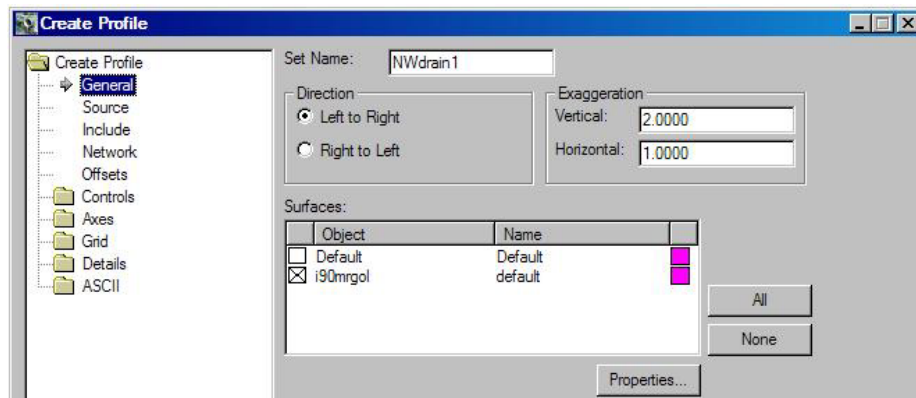 Create Profile
Create Profile
General
Source
Include
Network
Offsets
Controls
Axes
Grid
Details
ASCII
Set Name: NWdrain1
Direction
Left to Right
Right to Left
Exaggeration
Vertical: 2.0000
Horizontal: 1.0000
Surfaces:
Object Name
Default Default
i90mrgol default
All
None
Properties...